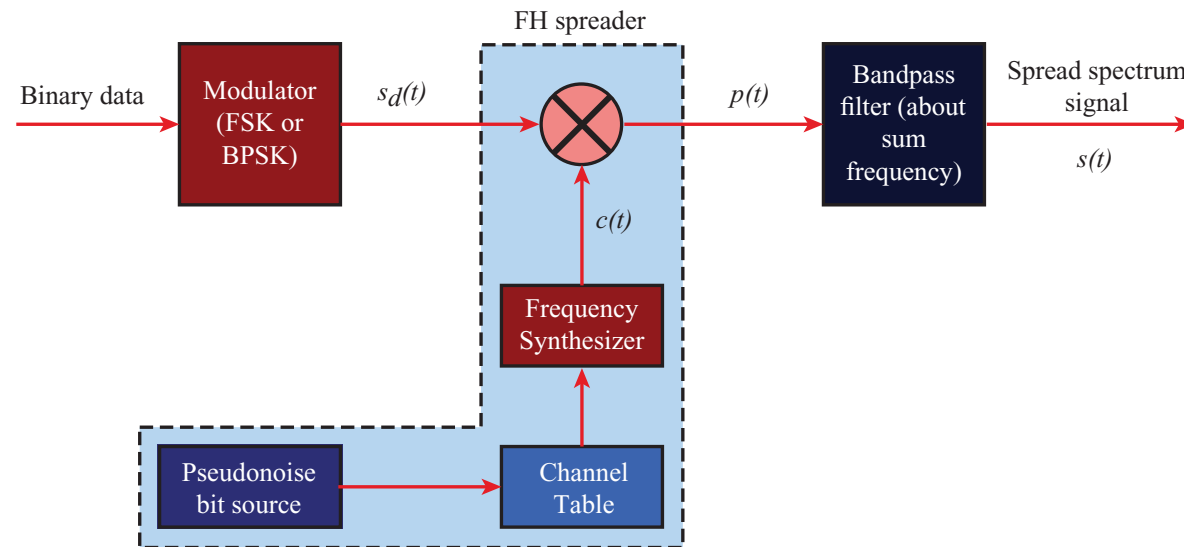 FH spreader
Binary data
Modulator
(FSK or
BPSK)
s_d(t)
p(t)
Bandpass
filter (about
sum
frequency)
Spread spectrum
signal
s(t)
c(t)
Frequency
Synthesizer
Pseudonoise
bit source
Channel
Table